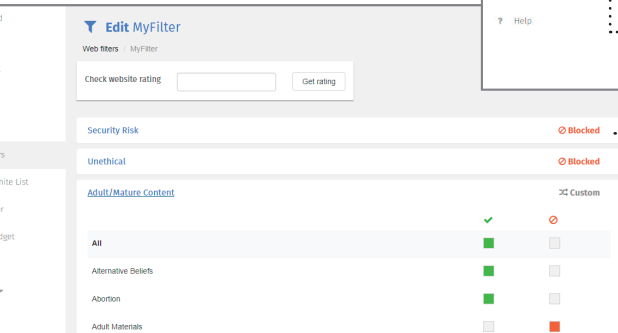 ? Help
Edit MyFilter
Web filters / MyFilter
Check website rating
Get rating
Security Risk
Blocked
Unethical
Blocked
Adult/Mature Content
Custom
All
Alternative Beliefs
Abortion
Adult Materials